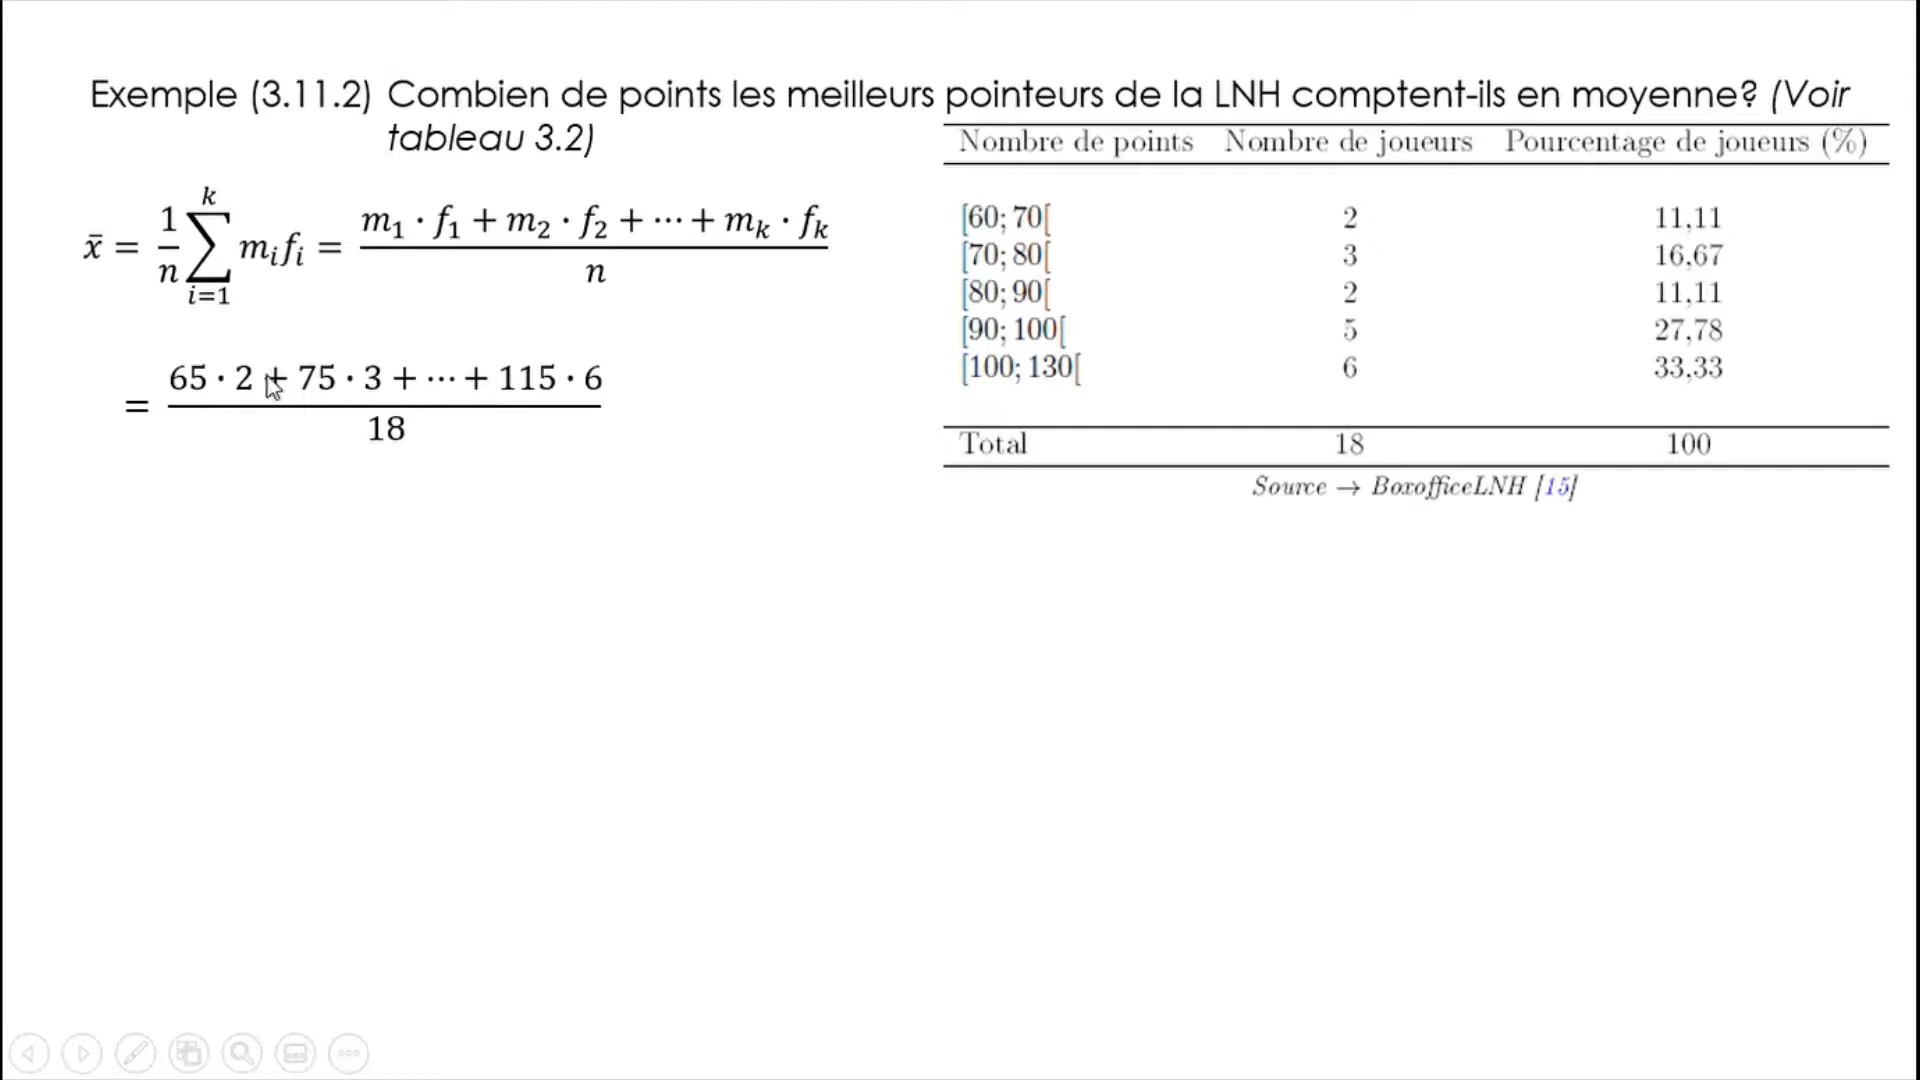 Exemple (3.11.2) Combien de points les meilleurs pointeurs de la LNH comptent-ils en moyenne? (Voir
tableau 3.2)
x̄ = 1/n ∑_{i=1}^{k} m_i f_i = (m_1 · f_1 + m_2 · f_2 + ⋯ + m_k · f_k) / n
= (65 · 2 + 75 · 3 + ⋯ + 115 · 6) / 18
Nombre de points Nombre de joueurs Pourcentage de joueurs (%)
[60; 70[ 2 11,11
[70; 80[ 3 16,67
[80; 90[ 2 11,11
[90; 100[ 5 27,78
[100; 130[ 6 33,33
Total 18 100
Source → BoxofficeLNH [15]